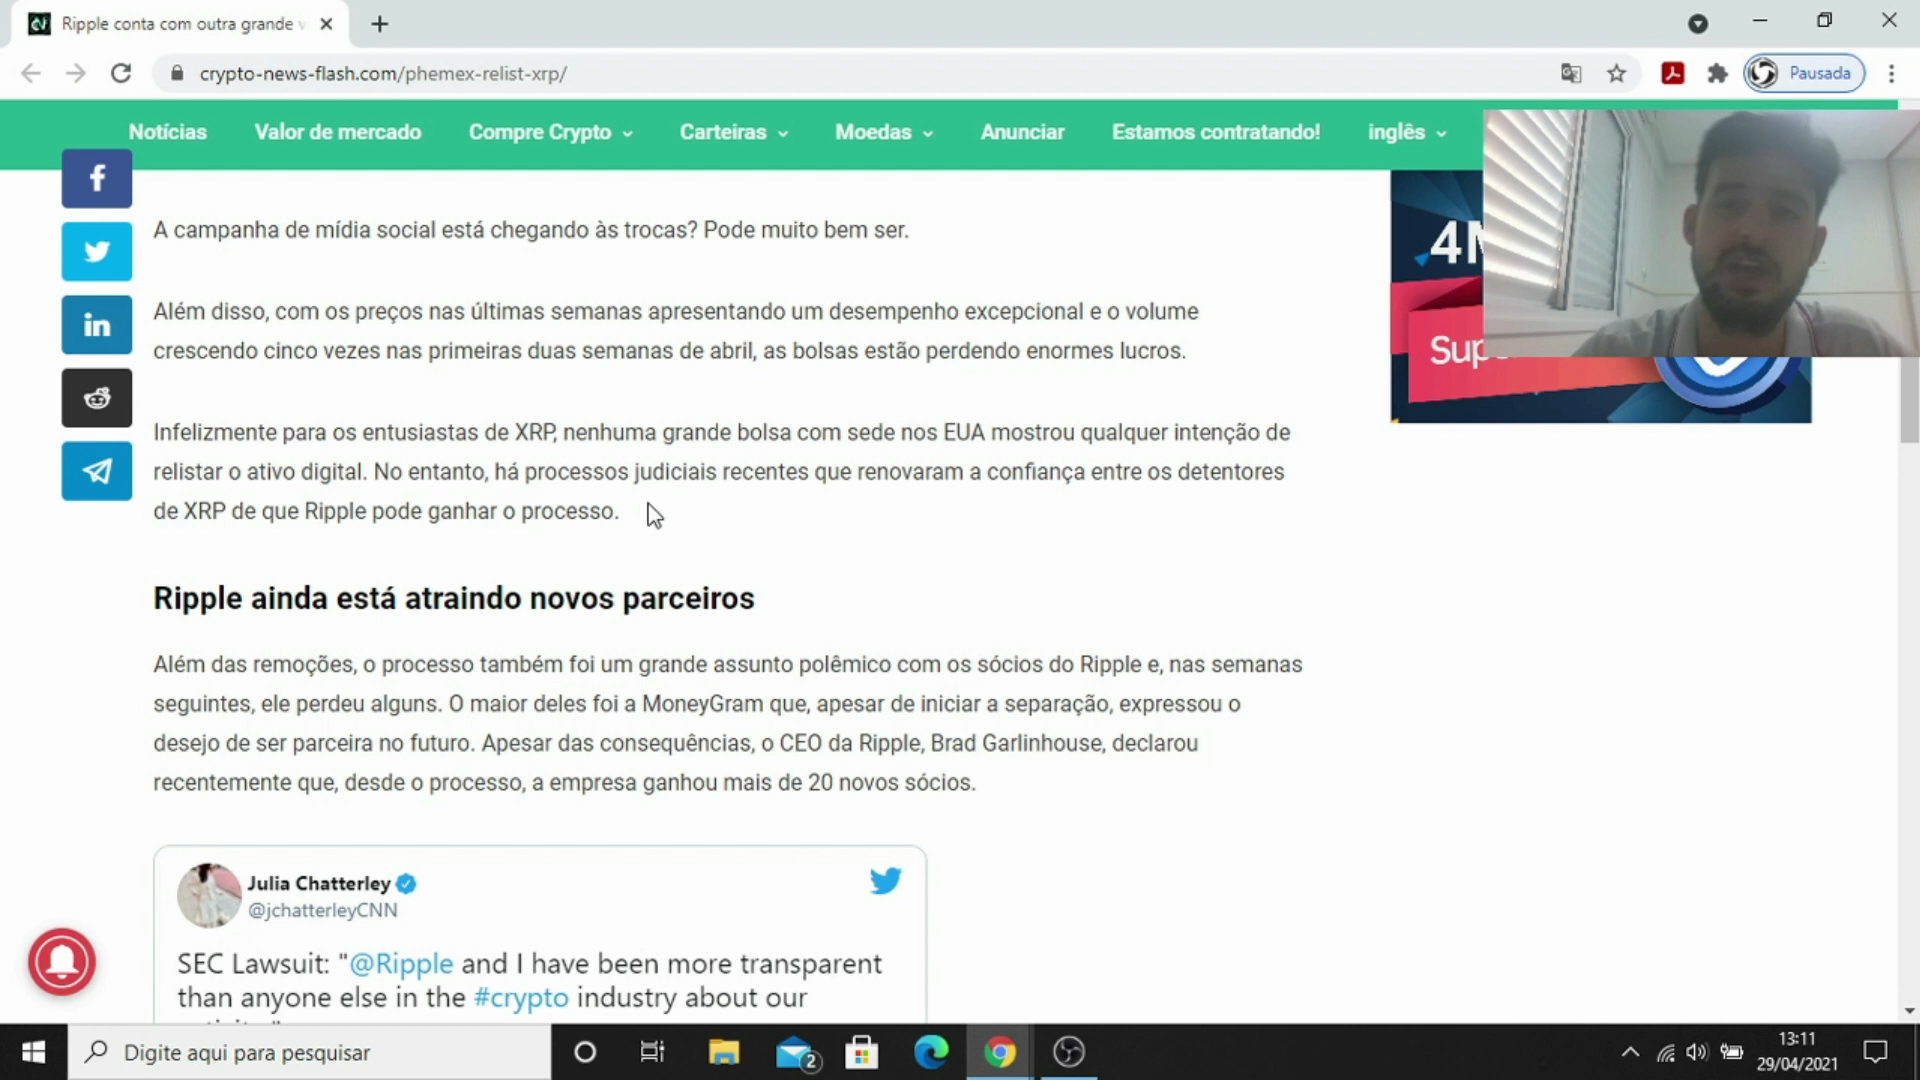 Ripple conta com outra grande v
crypto-news-flash.com/phemex-relist-xrp/
Pausada
Notícias Valor de mercado Compre Crypto Carteiras Moedas Anunciar Estamos contratando! inglês
A campanha de mídia social está chegando às trocas? Pode muito bem ser.
Além disso, com os preços nas últimas semanas apresentando um desempenho excepcional e o volume
crescendo cinco vezes nas primeiras duas semanas de abril, as bolsas estão perdendo enormes lucros.
Infelizmente para os entusiastas de XRP, nenhuma grande bolsa com sede nos EUA mostrou qualquer intenção de
relistar o ativo digital. No entanto, há processos judiciais recentes que renovaram a confiança entre os detentores
de XRP de que Ripple pode ganhar o processo.
Ripple ainda está atraindo novos parceiros
Além das remoções, o processo também foi um grande assunto polêmico com os sócios do Ripple e, nas semanas
seguintes, ele perdeu alguns. O maior deles foi a MoneyGram que, apesar de iniciar a separação, expressou o
desejo de ser parceira no futuro. Apesar das consequências, o CEO da Ripple, Brad Garlinhouse, declarou
recentemente que, desde o processo, a empresa ganhou mais de 20 novos sócios.
Julia Chatterley
@jchatterleyCNN
SEC Lawsuit: "@Ripple and I have been more transparent
than anyone else in the #crypto industry about our
Digite aqui para pesquisar
2
13:11
29/04/2021